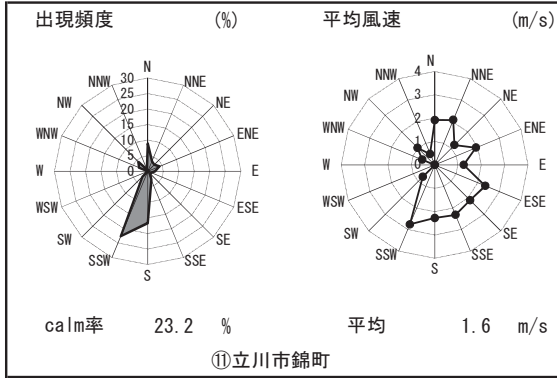 出現頻度 (%)
平均風速 (m/s)
N
NNE
NE
ENE
E
ESE
SE
SSE
S
SSW
SW
WSW
W
WNW
NW
NNW
30
25
20
15
10
5
0
N
NNE
NE
ENE
E
ESE
SE
SSE
S
SSW
SW
WSW
W
WNW
NW
NNW
4
3
2
1
0
calm率 23.2 %
平均 1.6 m/s
⑪立川市錦町